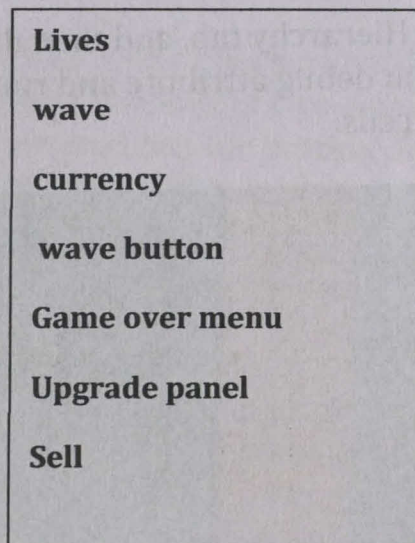 Lives
wave
currency
wave button
Game over menu
Upgrade panel
Sell